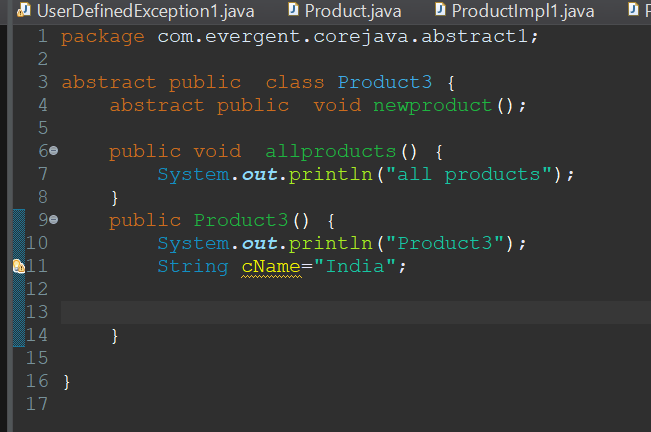 UserDefinedException1.java Product.java ProductImpl1.java
1 package com.evergent.corejava.abstract1;
2
3 abstract public  class Product3 {
4     abstract public  void newproduct();
5
6     public void  allproducts() {
7         System.out.println("all products");
8     }
9     public Product3() {
10         System.out.println("Product3");
11         String cName="India";
12
13
14     }
15
16 }
17